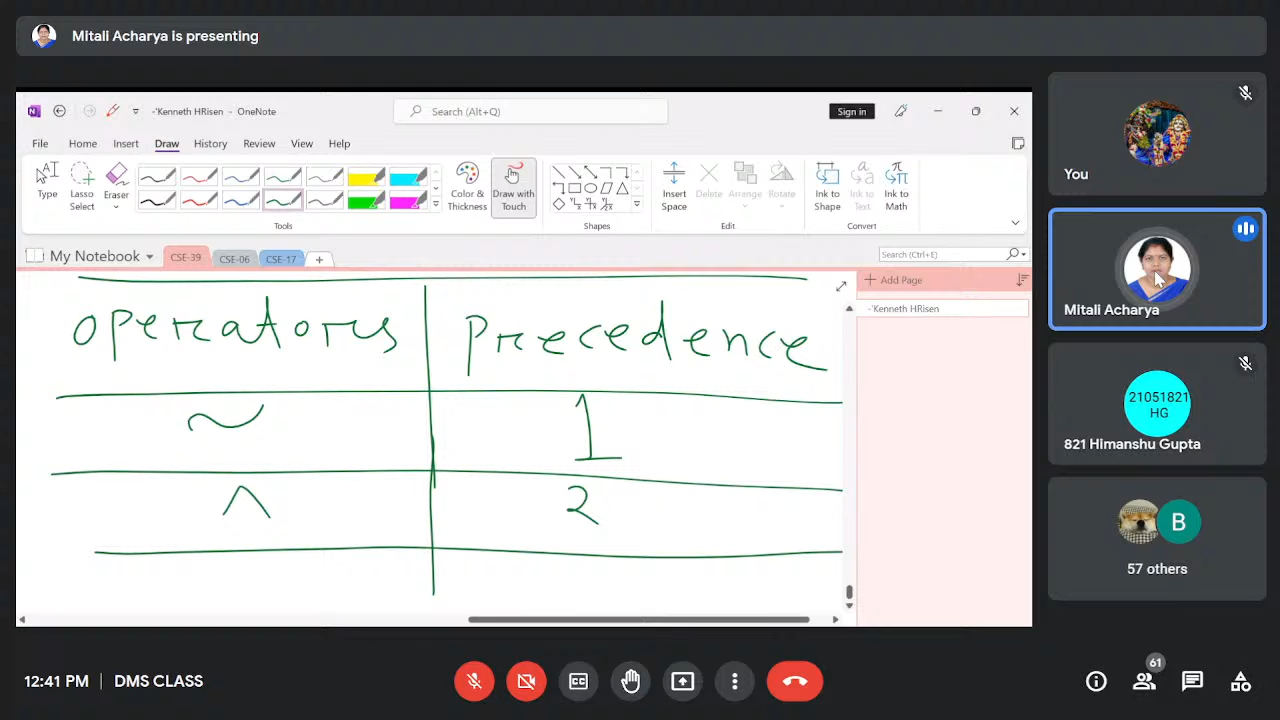 Mitali Acharya is presenting
-'Kenneth HRisen - OneNote
Search (Alt+Q)
Sign in
File Home Insert Draw History Review View Help
Type
Lasso Select
Eraser
Color & Thickness
Draw with Touch
Insert Space
Delete
Arrange
Rotate
Ink to Shape
Ink to Text
Ink to Math
Tools
Shapes
Edit
Convert
My Notebook
CSE-39
CSE-06
CSE-17
Search (Ctrl+E)
Add Page
-'Kenneth HRisen
operators precedence
~ 1
^ 2
You
Mitali Acharya
21051821
HG
821 Himanshu Gupta
B
57 others
12:41 PM | DMS CLASS
CC
61